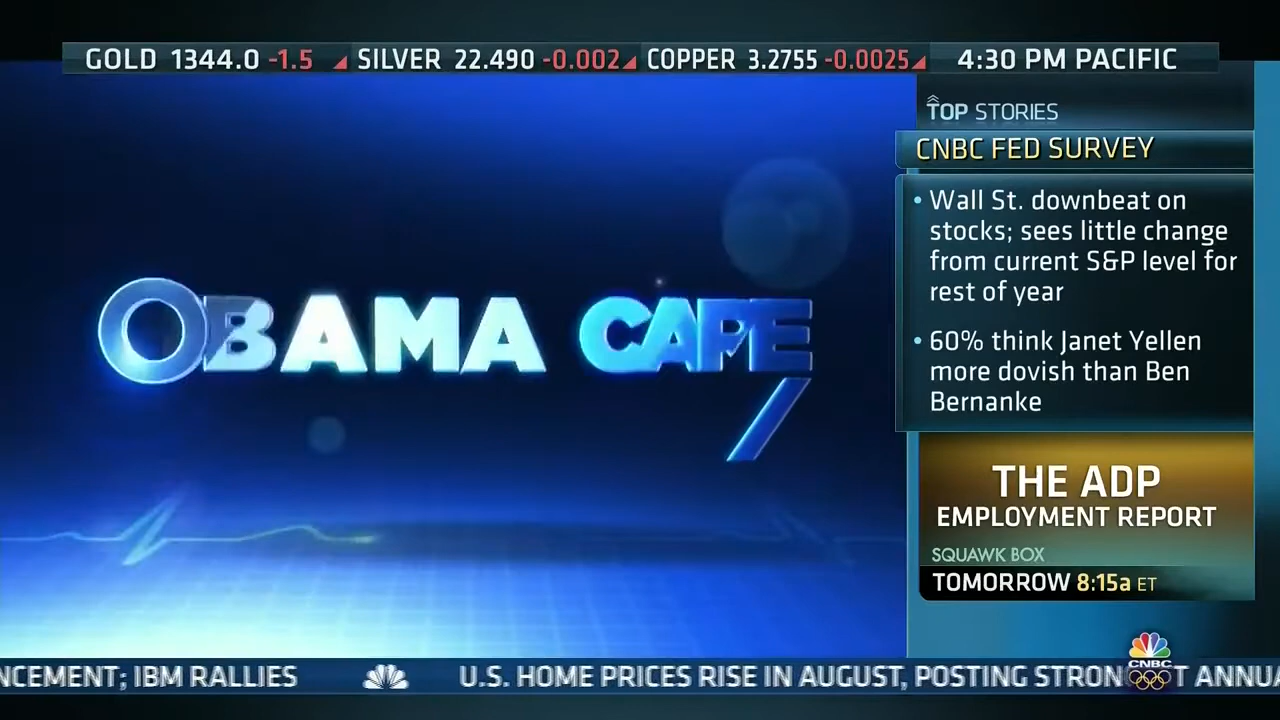 GOLD 1344.0 -1.5 SILVER 22.490 -0.002 COPPER 3.2755 -0.0025 4:30 PM PACIFIC
TOP STORIES
CNBC FED SURVEY
• Wall St. downbeat on
stocks; sees little change
from current S&P level for
rest of year
• 60% think Janet Yellen
more dovish than Ben
Bernanke
OBAMA CARE
THE ADP
EMPLOYMENT REPORT
SQUAWK BOX
TOMORROW 8:15a ET
CNBC
NCEMENT; IBM RALLIES U.S. HOME PRICES RISE IN AUGUST, POSTING STRON T ANNUA